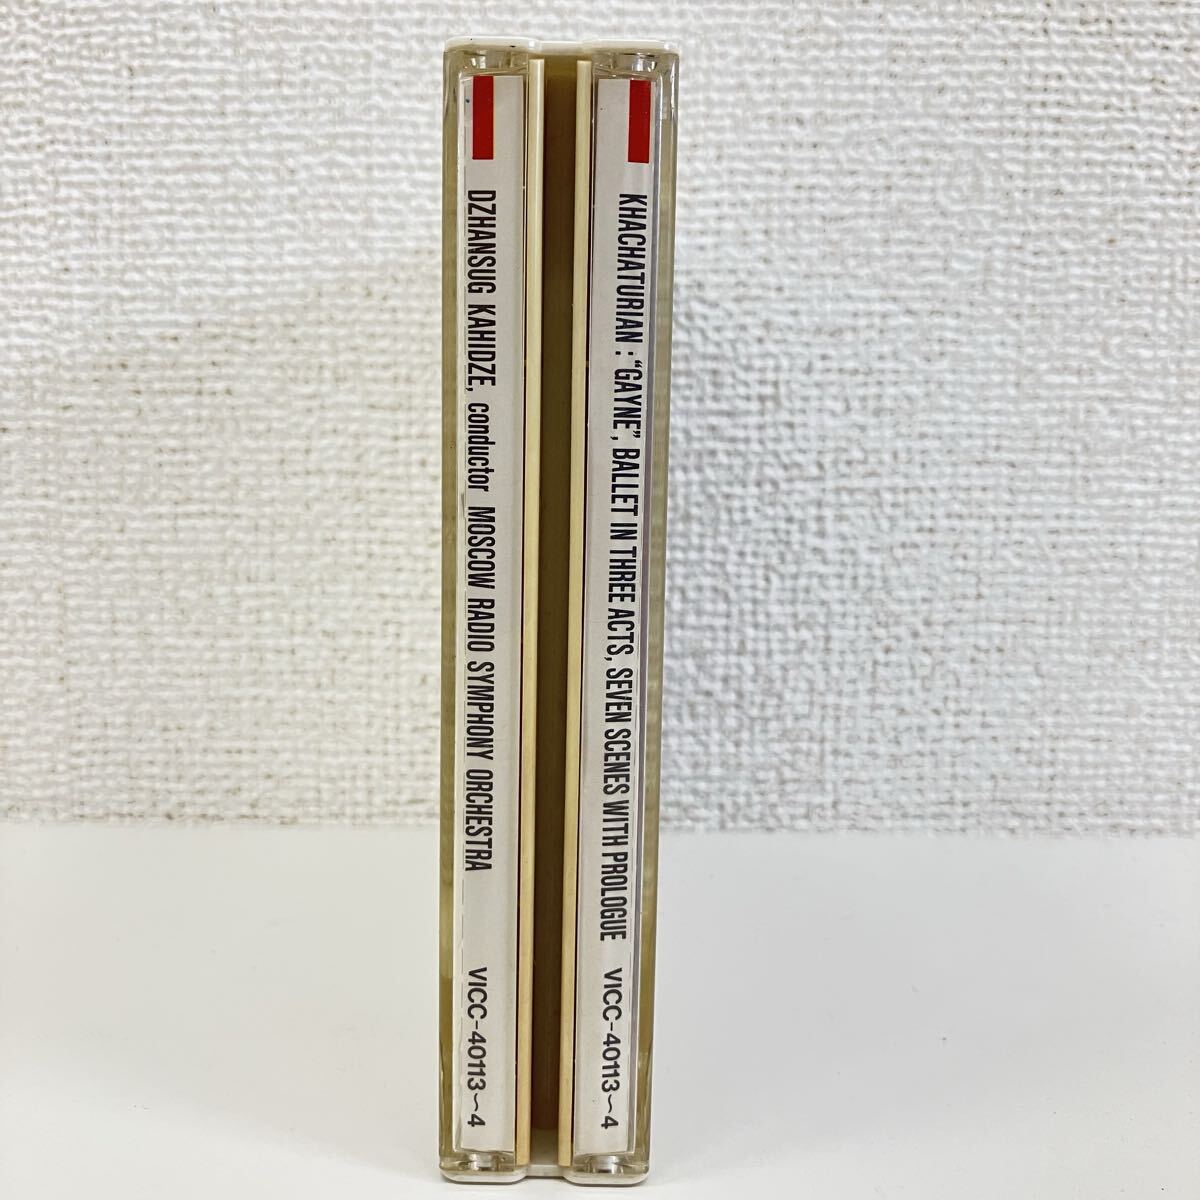 DZHANSUG KAHIDZE, conductor MOSCOW RADIO SYMPHONY ORCHESTRA VICC-40113~4
KHACHATURIAN : "GAYNE", BALLET IN THREE ACTS, SEVEN SCENES WITH PROLOGUE VICC-40113~4